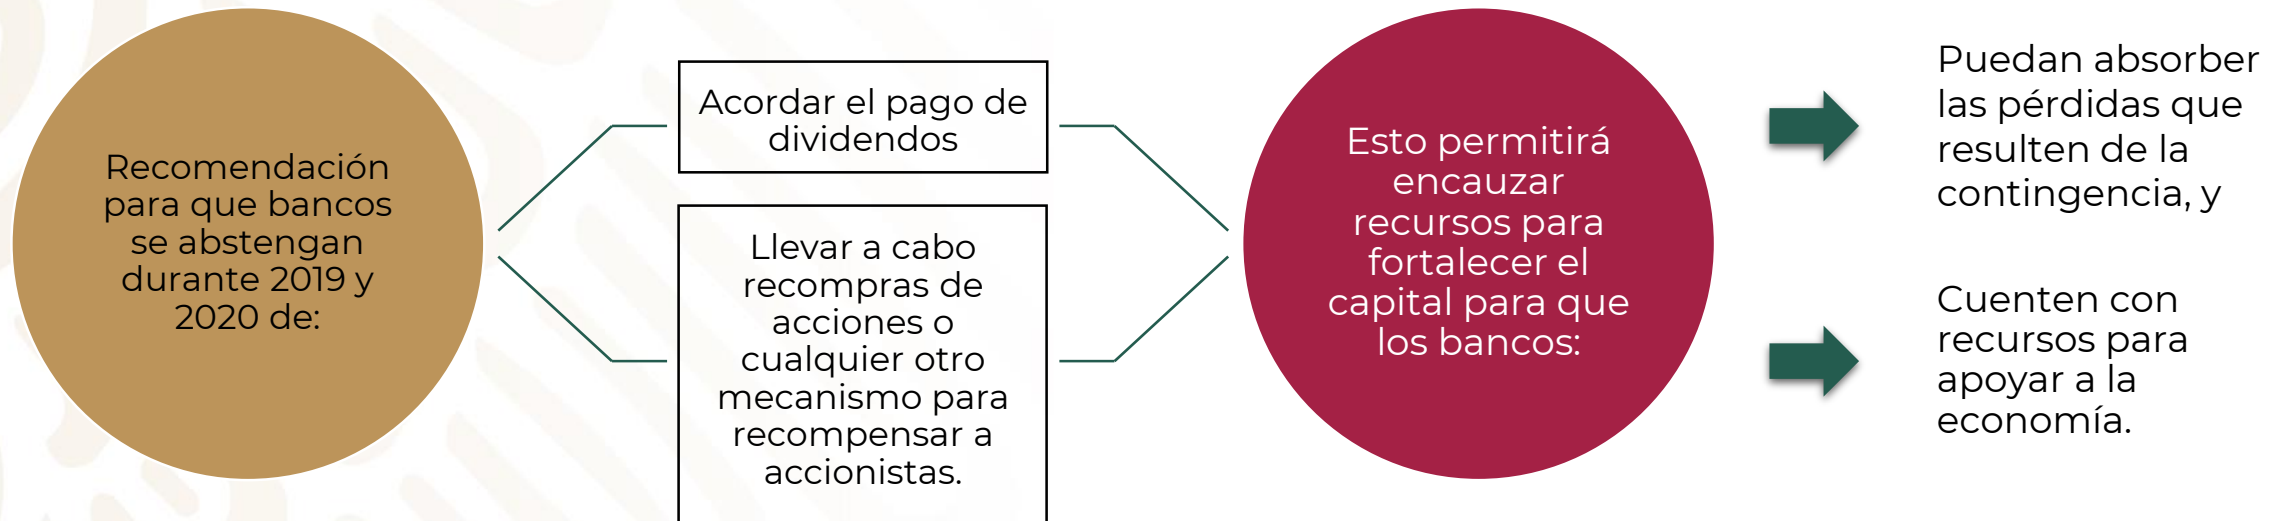 Recomendación
para que bancos
se abstengan
durante 2019 y
2020 de:
Acordar el pago de
dividendos
Llevar a cabo
recompras de
acciones o
cualquier otro
mecanismo para
recompensar a
accionistas.
Esto permitirá
encauzar
recursos para
fortalecer el
capital para que
los bancos:
Puedan absorber
las pérdidas que
resulten de la
contingencia, y
Cuenten con
recursos para
apoyar a la
economía.